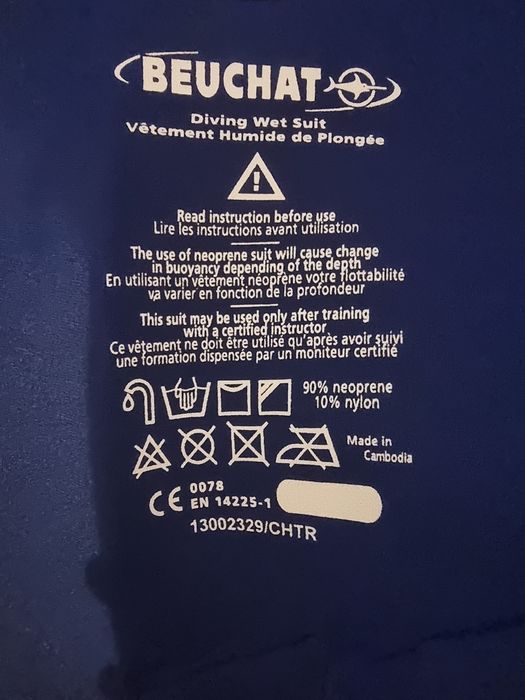 BEUCHAT
Diving Wet Suit
Vêtement Humide de Plongée
!
Read instruction before use
Lire les instructions avant utilisation
The use of neoprene suit will cause change
in buoyancy depending of the depth
En utilisant un vêtement néoprène votre flottabilité
va varier en fonction de la profondeur
This suit may be used only after training
with a certified instructor
Ce vêtement ne doit être utilisé qu'après avoir suivi
une formation dispensée par un moniteur certifié
90% neoprene
10% nylon
Made in
Cambodia
CE 0078
EN 14225-1
13002329/CHTR